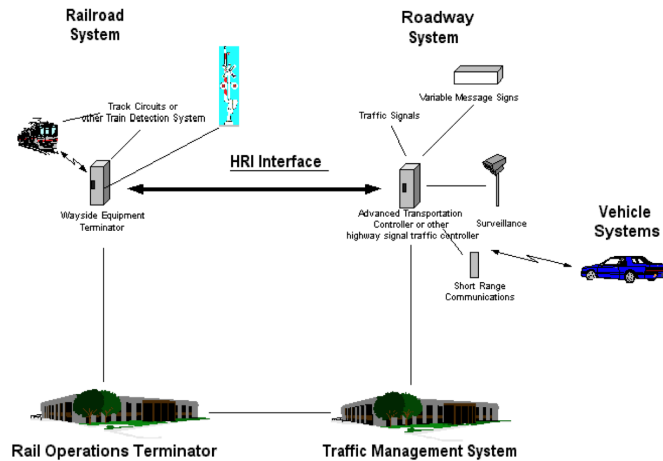 Railroad
System
Roadway
System
Variable Message Signs
Track Circuits or
other Train Detection System
Traffic Signals
HRI Interface
Wayside Equipment
Terminator
Advanced Transportation
Controller or other
highway signal traffic controller
Surveillance
Vehicle
Systems
Short Range
Communications
Rail Operations Terminator
Traffic Management System